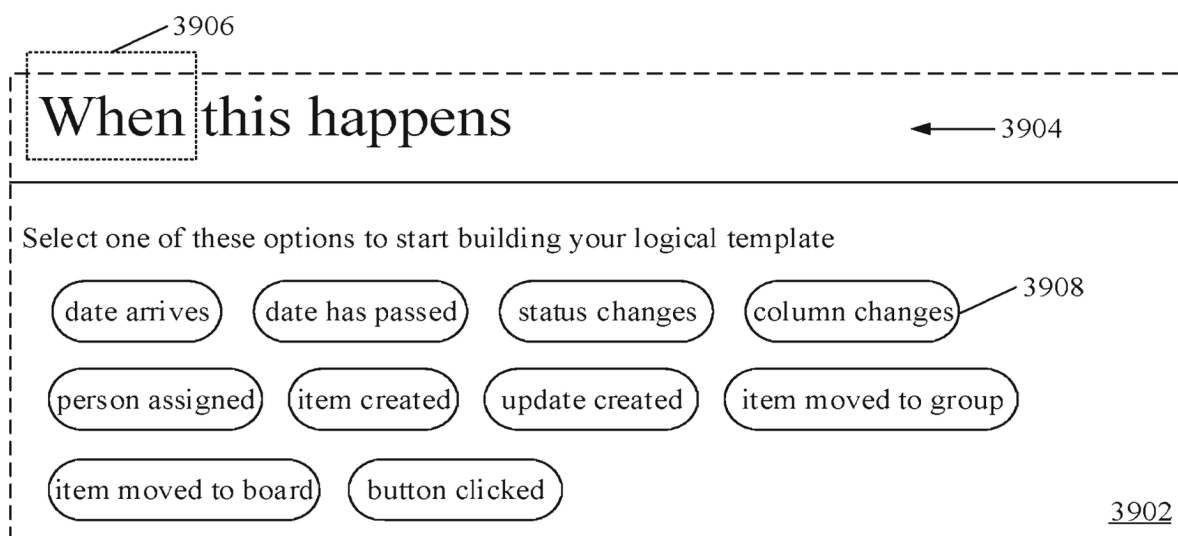 3906
When this happens
3904
Select one of these options to start building your logical template
date arrives date has passed status changes column changes 3908
person assigned item created update created item moved to group
item moved to board button clicked
3902